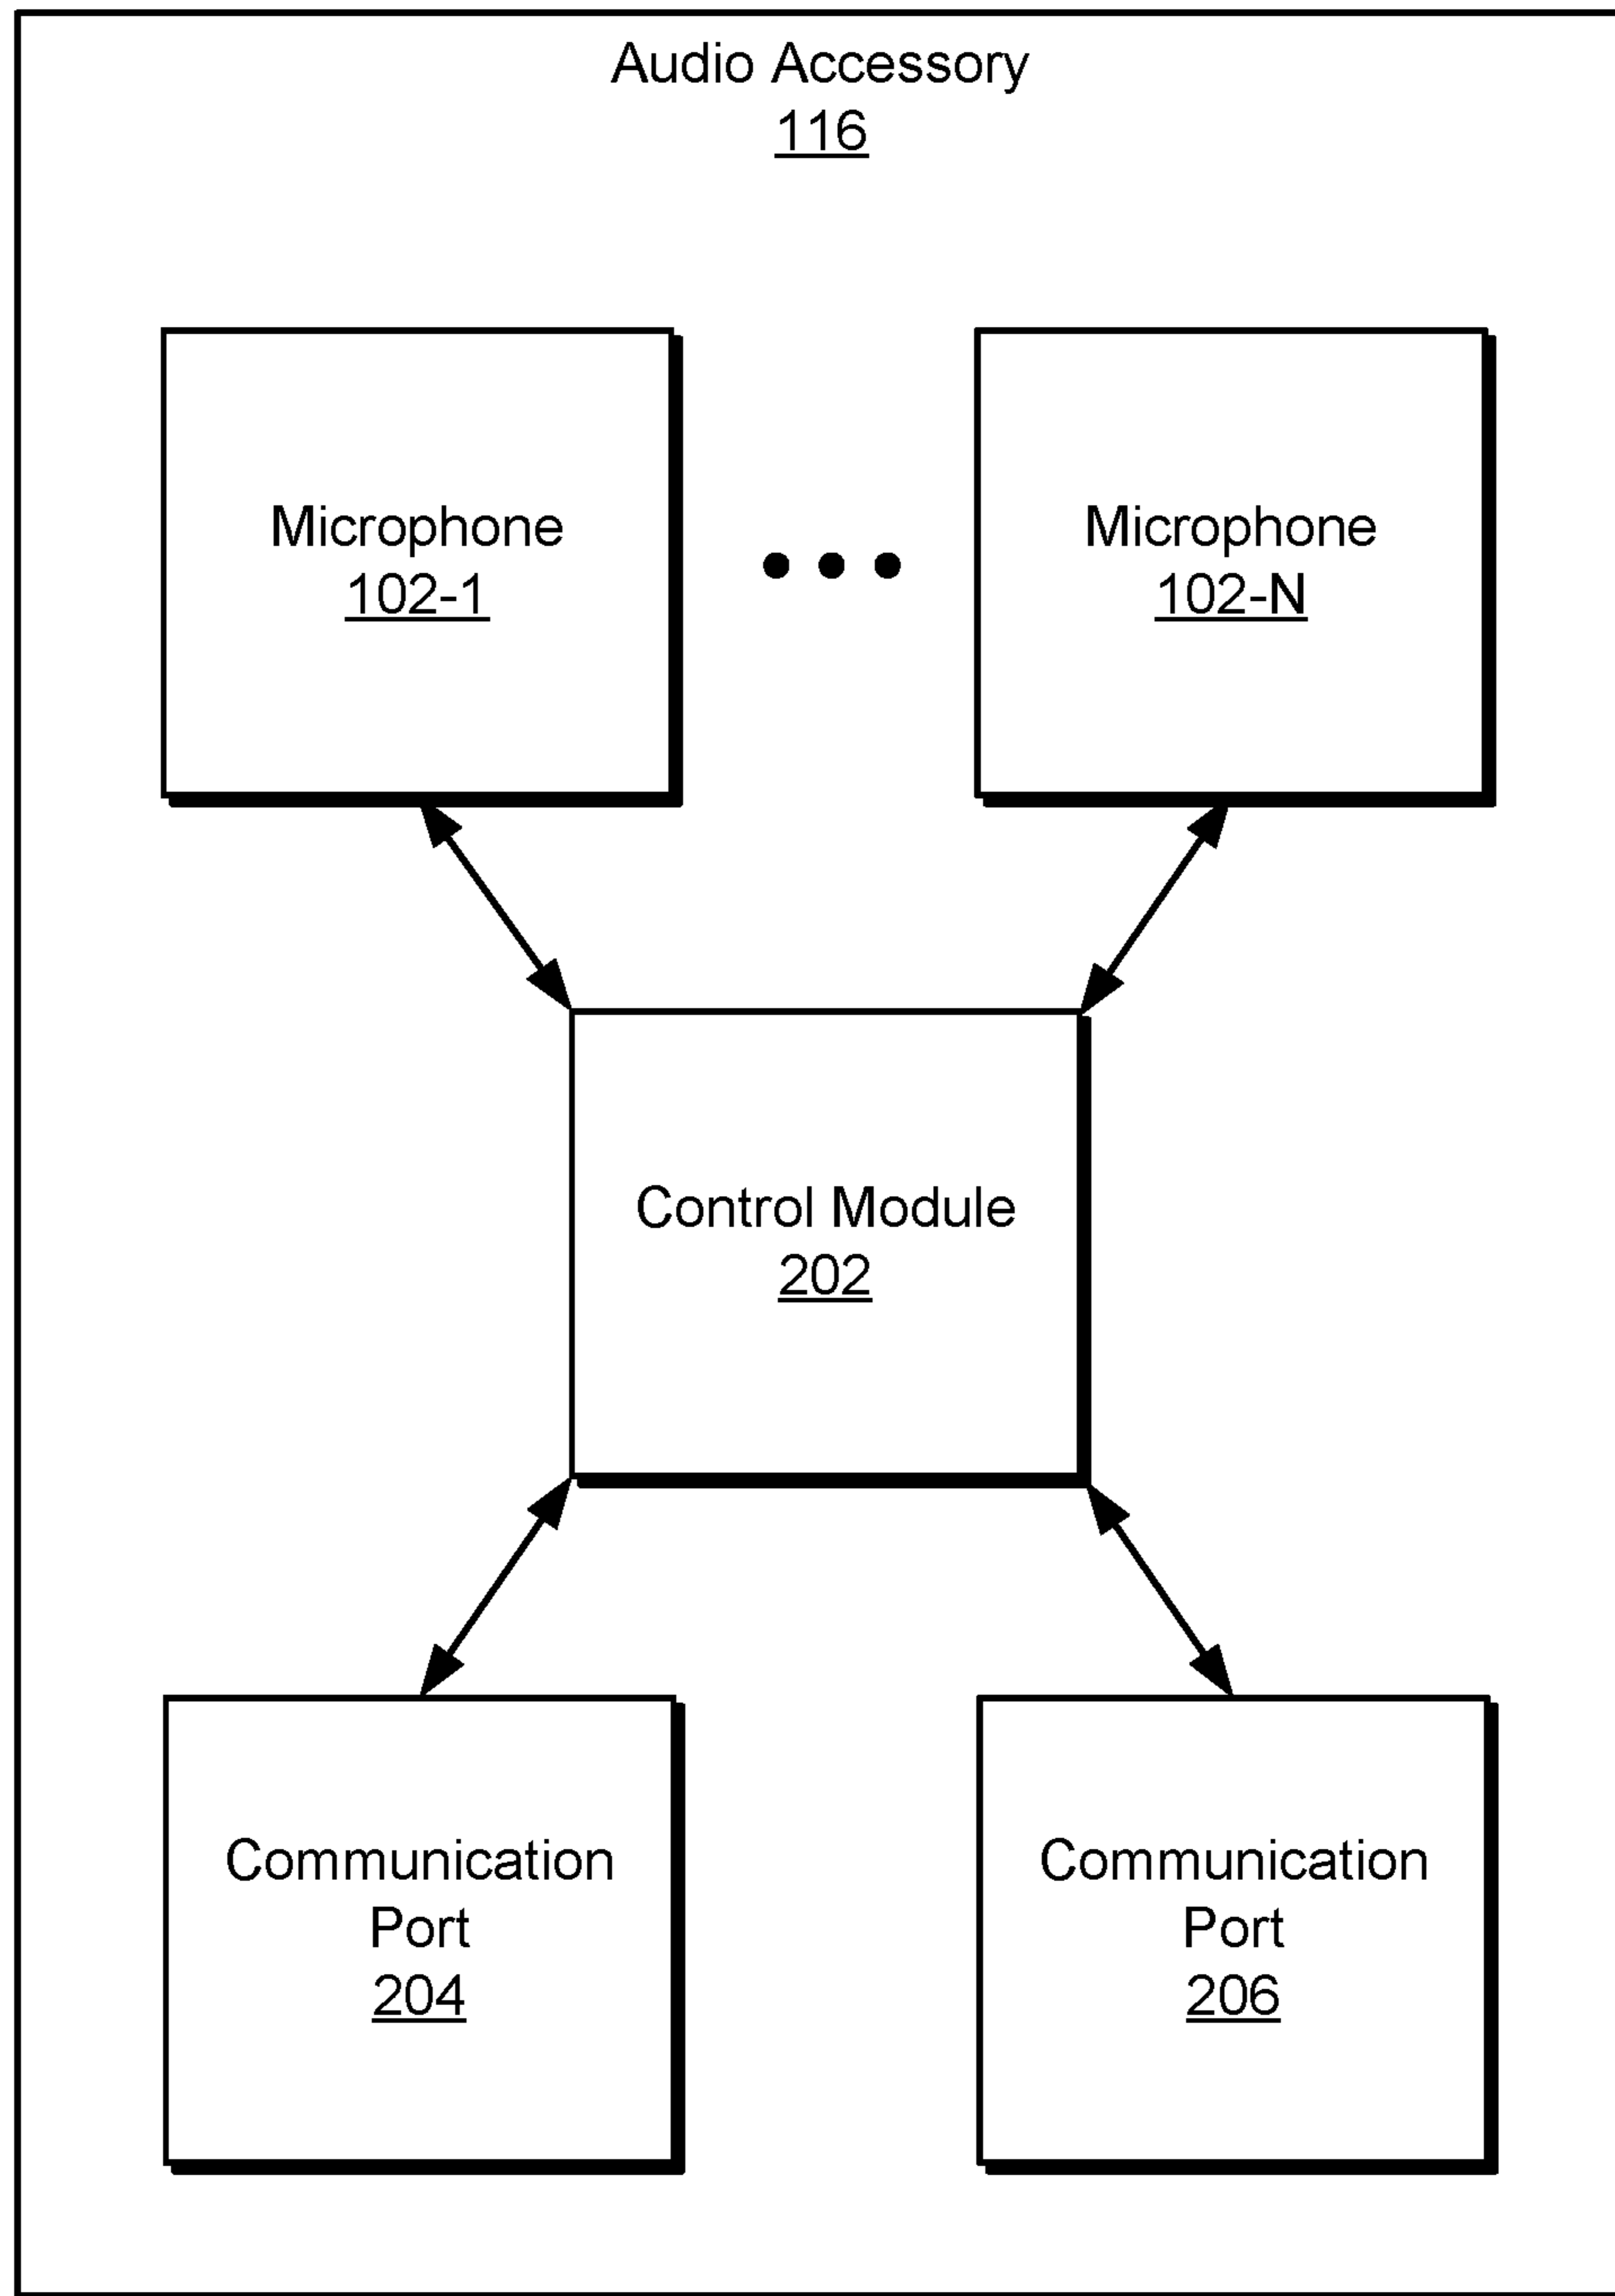 Audio Accessory
116
Microphone
102-1
Microphone
102-N
Control Module
202
Communication
Port
204
Communication
Port
206